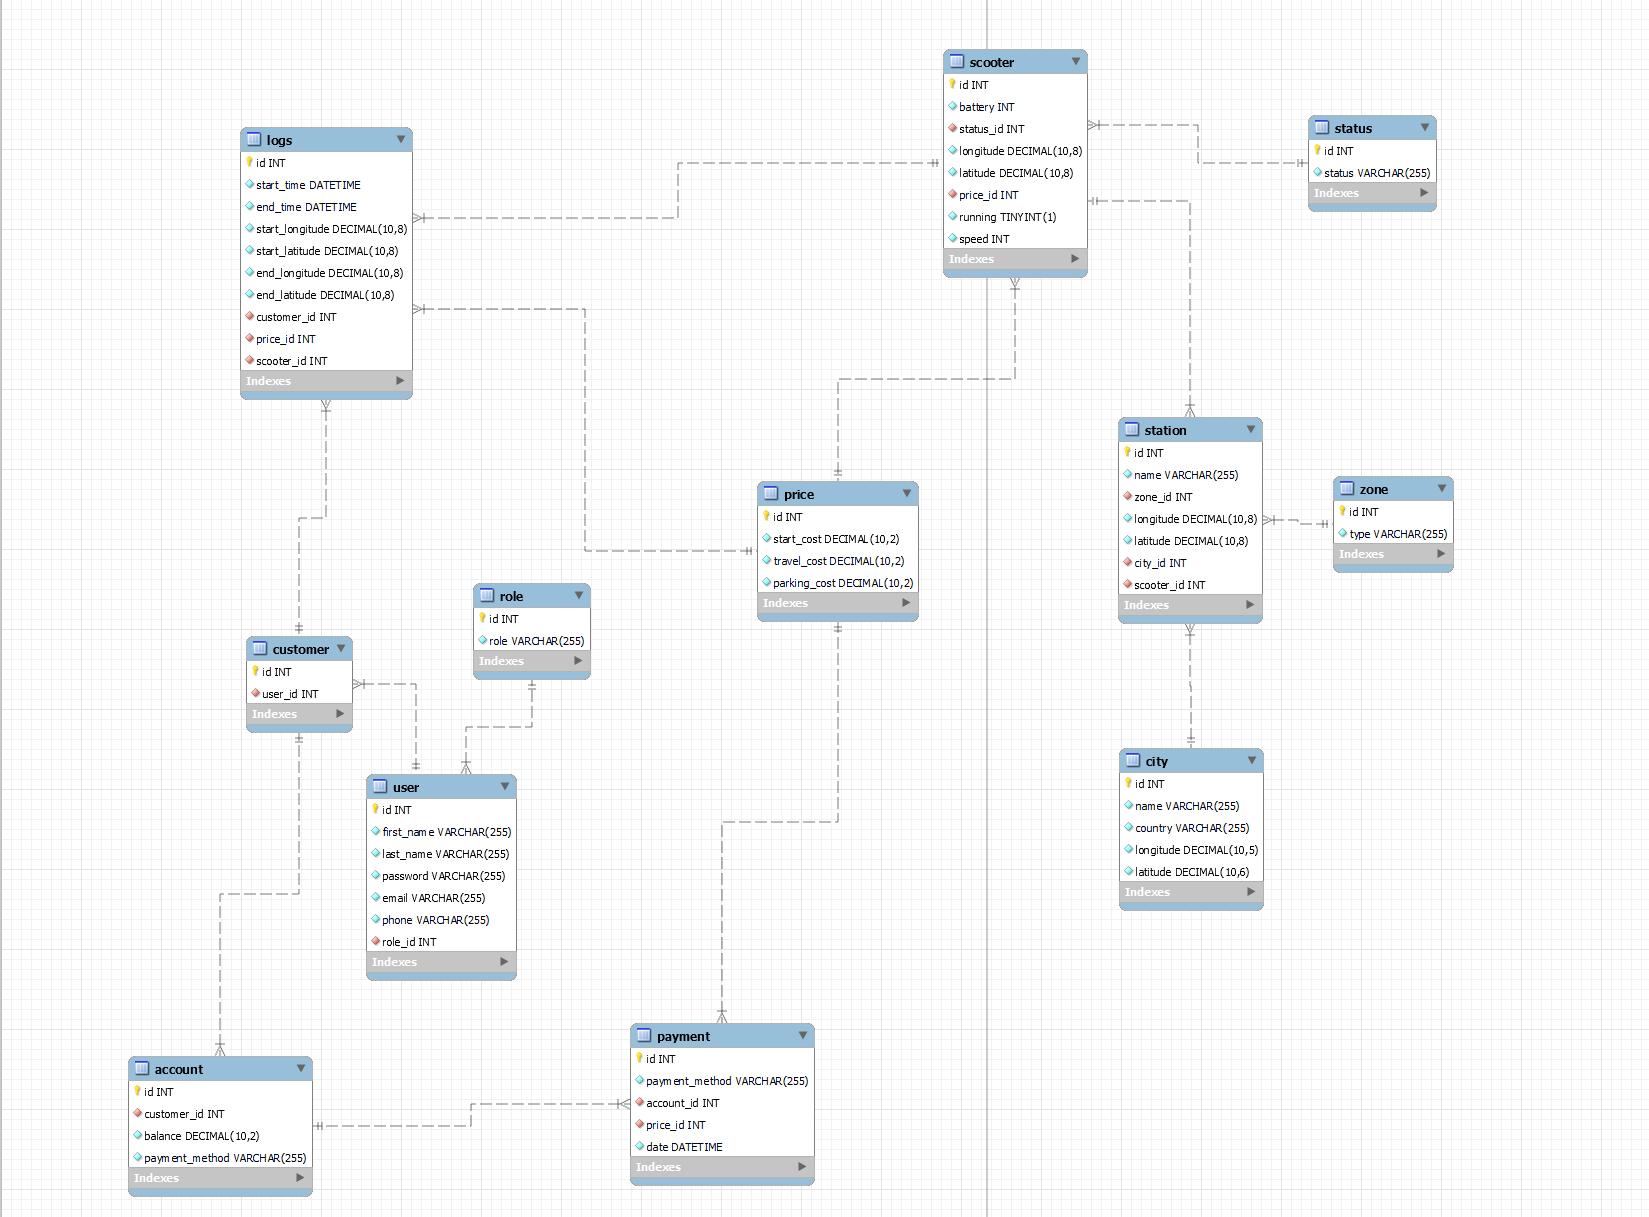 scooter
id INT
battery INT
status_id INT
longitude DECIMAL(10,8)
latitude DECIMAL(10,8)
price_id INT
running TINYINT(1)
speed INT
Indexes
status
id INT
status VARCHAR(255)
Indexes
logs
id INT
start_time DATETIME
end_time DATETIME
start_longitude DECIMAL(10,8)
start_latitude DECIMAL(10,8)
end_longitude DECIMAL(10,8)
end_latitude DECIMAL(10,8)
customer_id INT
price_id INT
scooter_id INT
Indexes
station
id INT
name VARCHAR(255)
zone_id INT
longitude DECIMAL(10,8)
latitude DECIMAL(10,8)
city_id INT
scooter_id INT
Indexes
zone
id INT
type VARCHAR(255)
Indexes
price
id INT
start_cost DECIMAL(10,2)
travel_cost DECIMAL(10,2)
parking_cost DECIMAL(10,2)
Indexes
role
id INT
role VARCHAR(255)
Indexes
customer
id INT
user_id INT
Indexes
user
id INT
first_name VARCHAR(255)
last_name VARCHAR(255)
password VARCHAR(255)
email VARCHAR(255)
phone VARCHAR(255)
role_id INT
Indexes
city
id INT
name VARCHAR(255)
country VARCHAR(255)
longitude DECIMAL(10,5)
latitude DECIMAL(10,6)
Indexes
account
id INT
customer_id INT
balance DECIMAL(10,2)
payment_method VARCHAR(255)
Indexes
payment
id INT
payment_method VARCHAR(255)
account_id INT
price_id INT
date DATETIME
Indexes